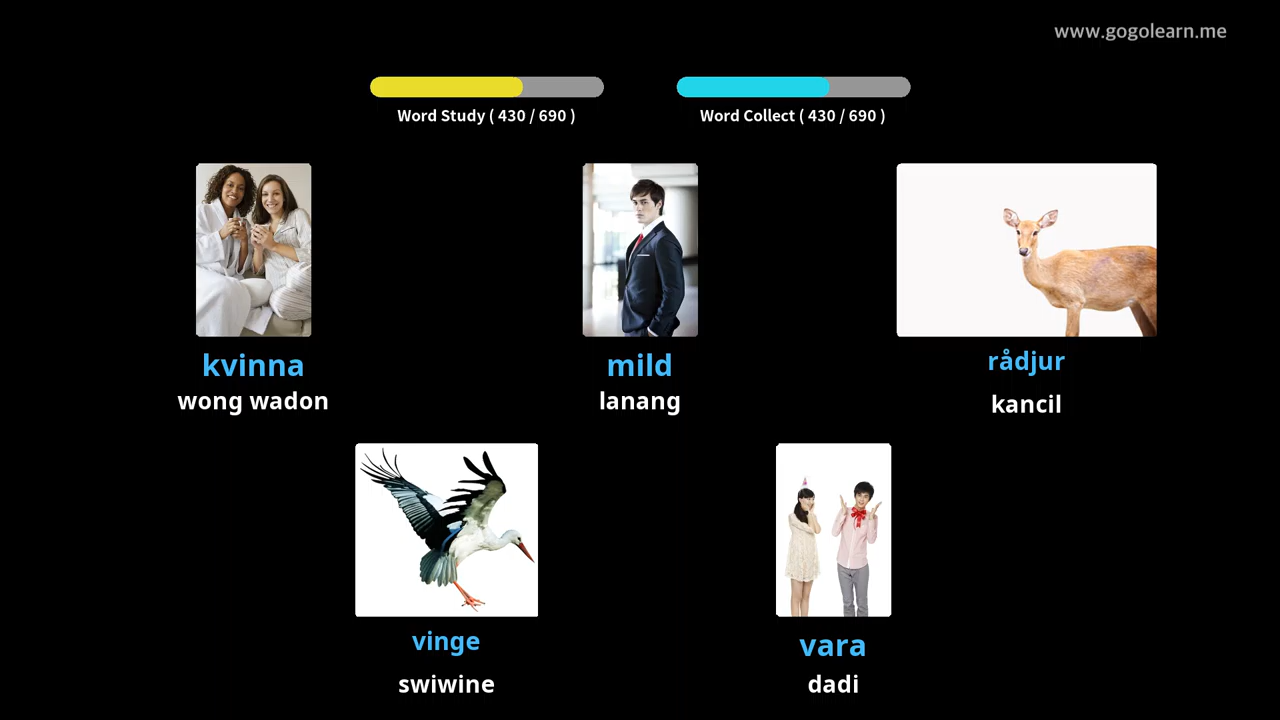 www.gogolearn.me
Word Study ( 430 / 690 )
Word Collect ( 430 / 690 )
kvinna
wong wadon
mild
lanang
rådjur
kancil
vinge
swiwine
vara
dadi